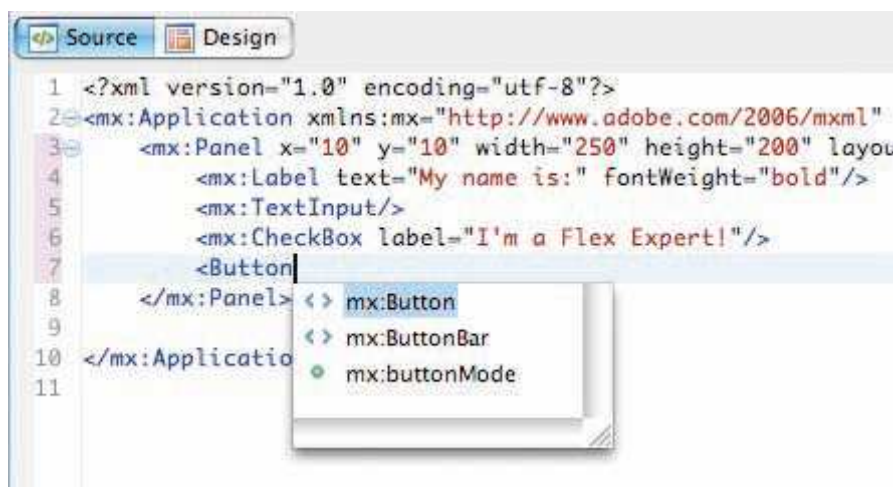 Source Design
1 <?xml version="1.0" encoding="utf-8"?>
2 <mx:Application xmlns:mx="http://www.adobe.com/2006/mxml"
3 <mx:Panel x="10" y="10" width="250" height="200" layou
4 <mx:Label text="My name is:" fontWeight="bold"/>
5 <mx:TextInput/>
6 <mx:CheckBox label="I'm a Flex Expert!"/>
7 <Button
8 </mx:Panel>
mx:Button
9
mx:ButtonBar
10 </mx:Applicatio
mx:buttonMode
11